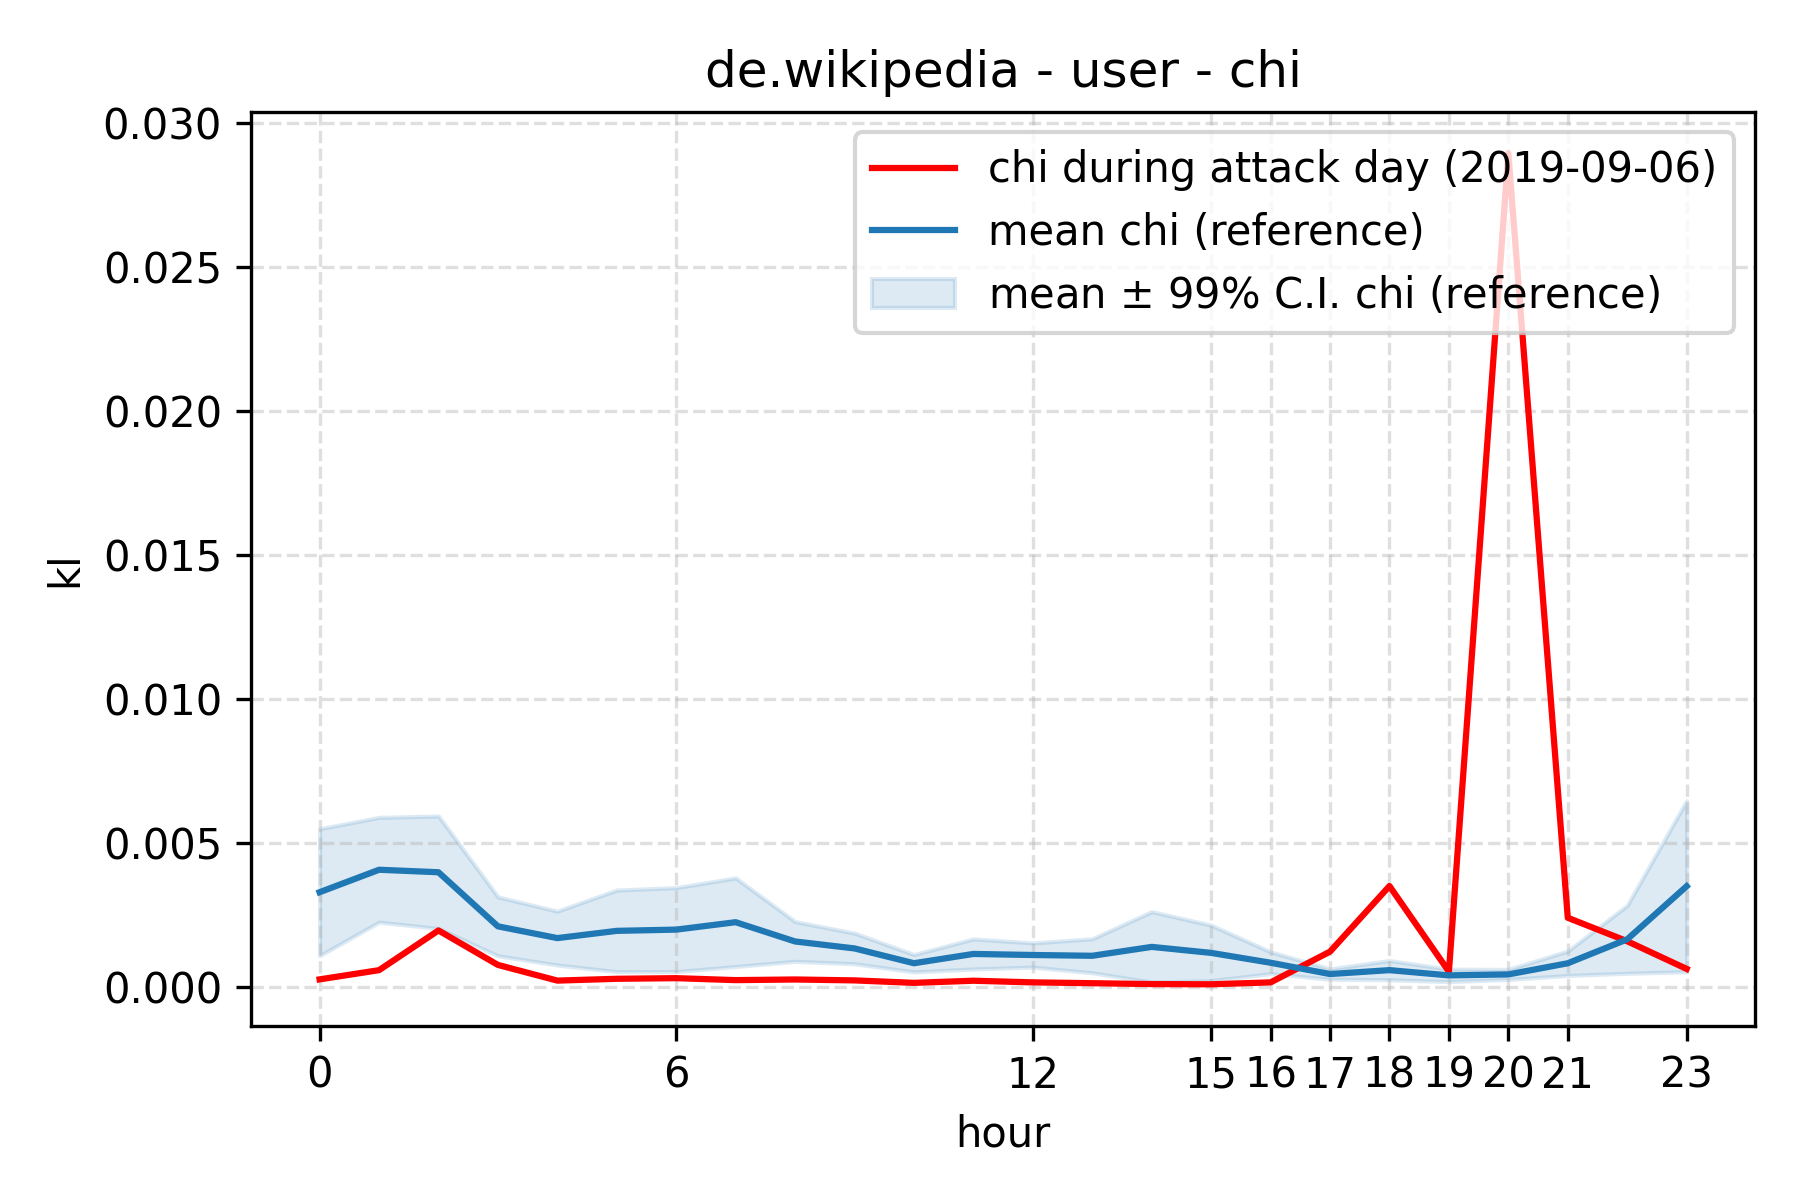 de.wikipedia - user - chi
0.030
0.025
0.020
0.015
0.010
0.005
0.000
kl
chi during attack day (2019-09-06)
mean chi (reference)
mean ± 99% C.I. chi (reference)
0 6 12 15 16 17 18 19 20 21 23
hour